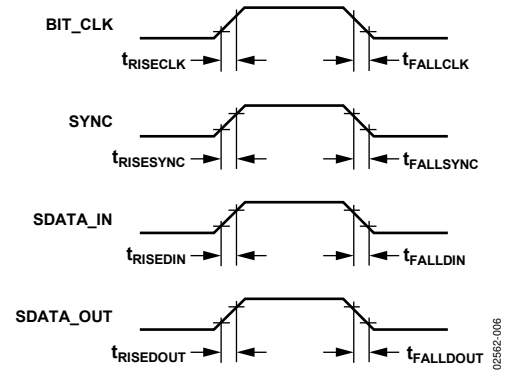 BIT_CLK
tRISECLK
tFALLCLK
SYNC
tRISESYNC
tFALLSYNC
SDATA_IN
tRISEDIN
tFALLDIN
SDATA_OUT
tRISEDOUT
tFALLDOUT
02562-006